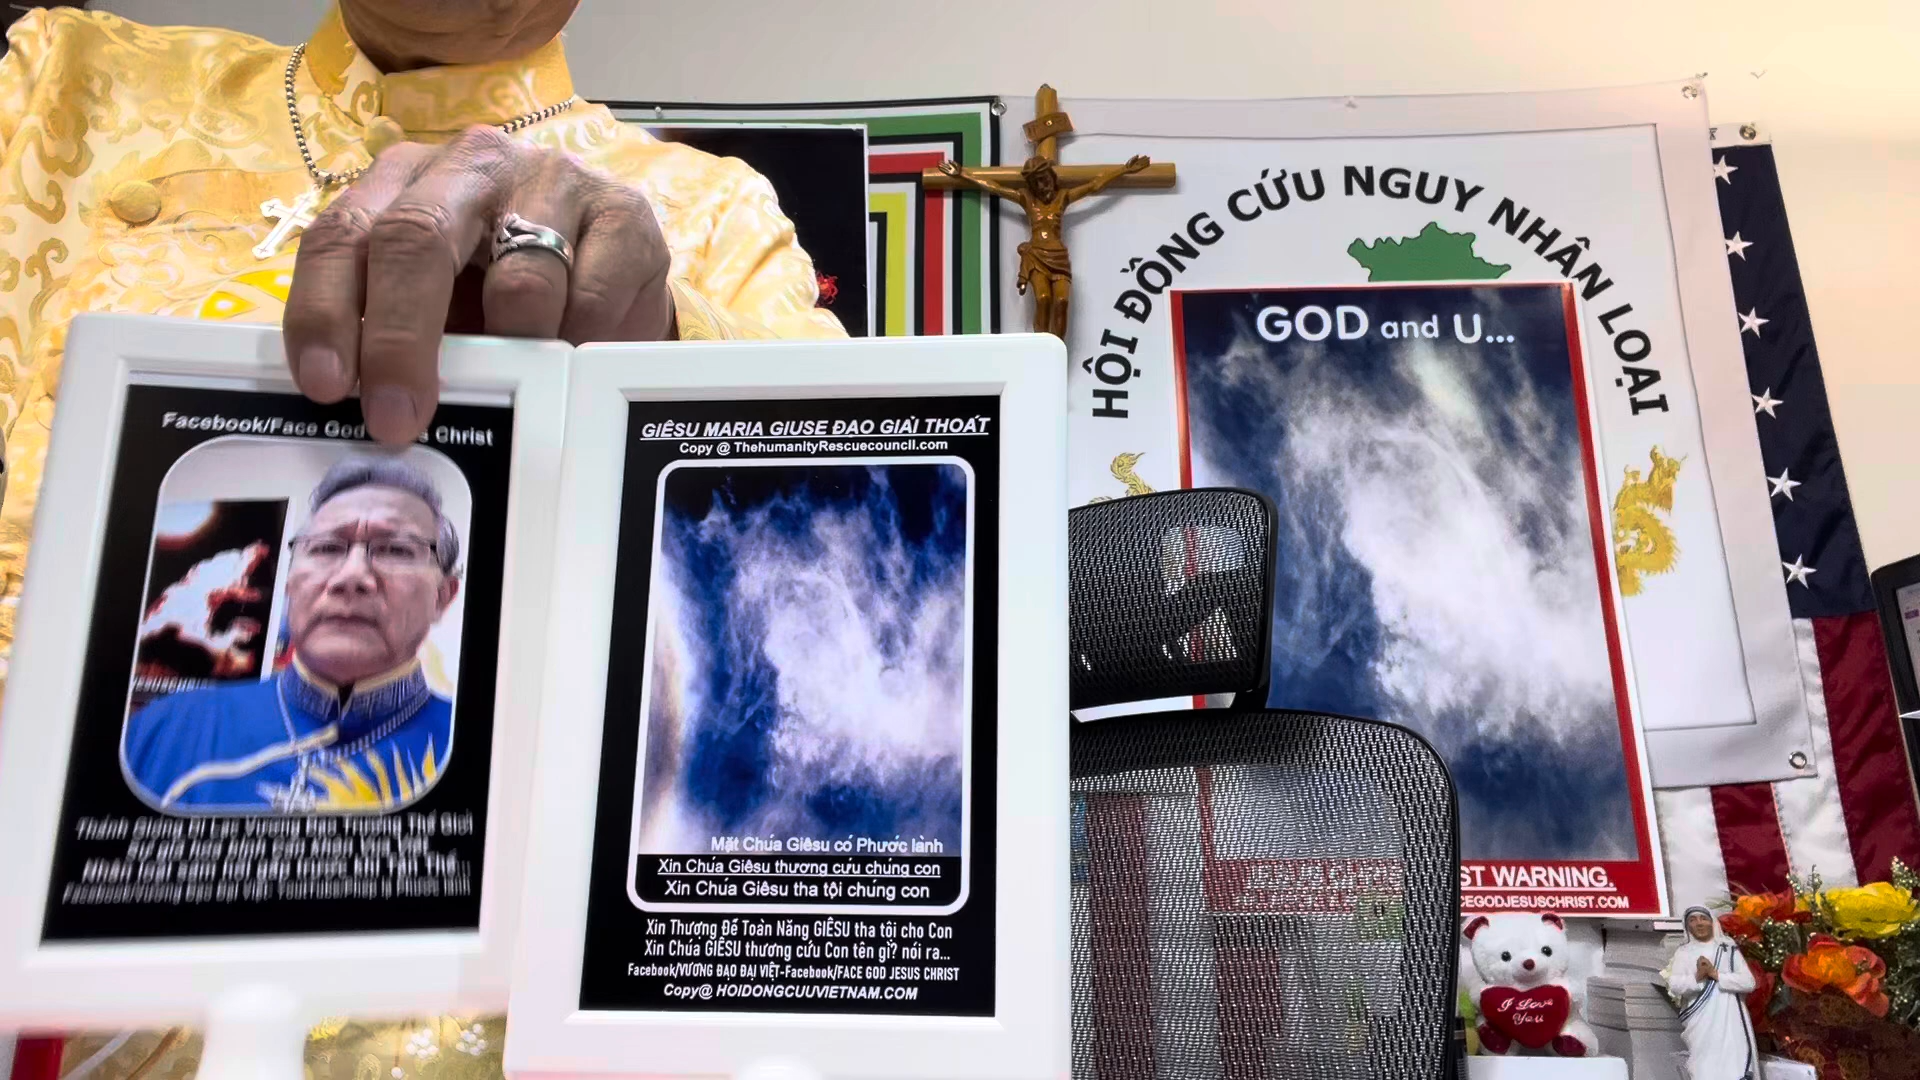 HỘI ĐỒNG CỨU NGUY NHÂN LOẠI
GOD and U...
ST WARNING.
CEGODJESUSCHRIST.COM
Facebook/Face God Christ
GIÊSU MARIA GIUSE ĐẠO GIẢI THOÁT
Copy @ Thehumanityrescuecouncil.com
Mặt Chúa Giêsu có Phước lành
Xin Chúa Giêsu thương cứu chúng con
Xin Chúa Giêsu tha tội chúng con
Xin Thượng Đế Toàn Năng GIÊSU tha tội cho Con
Xin Chúa GIÊSU thương cứu Con tên gì? nói ra...
Facebook/VƯƠNG ĐẠO ĐẠI VIỆT-Facebook/FACE GOD JESUS CHRIST
Copy@ HOIDONGCUUVIETNAM.COM
I Love
You